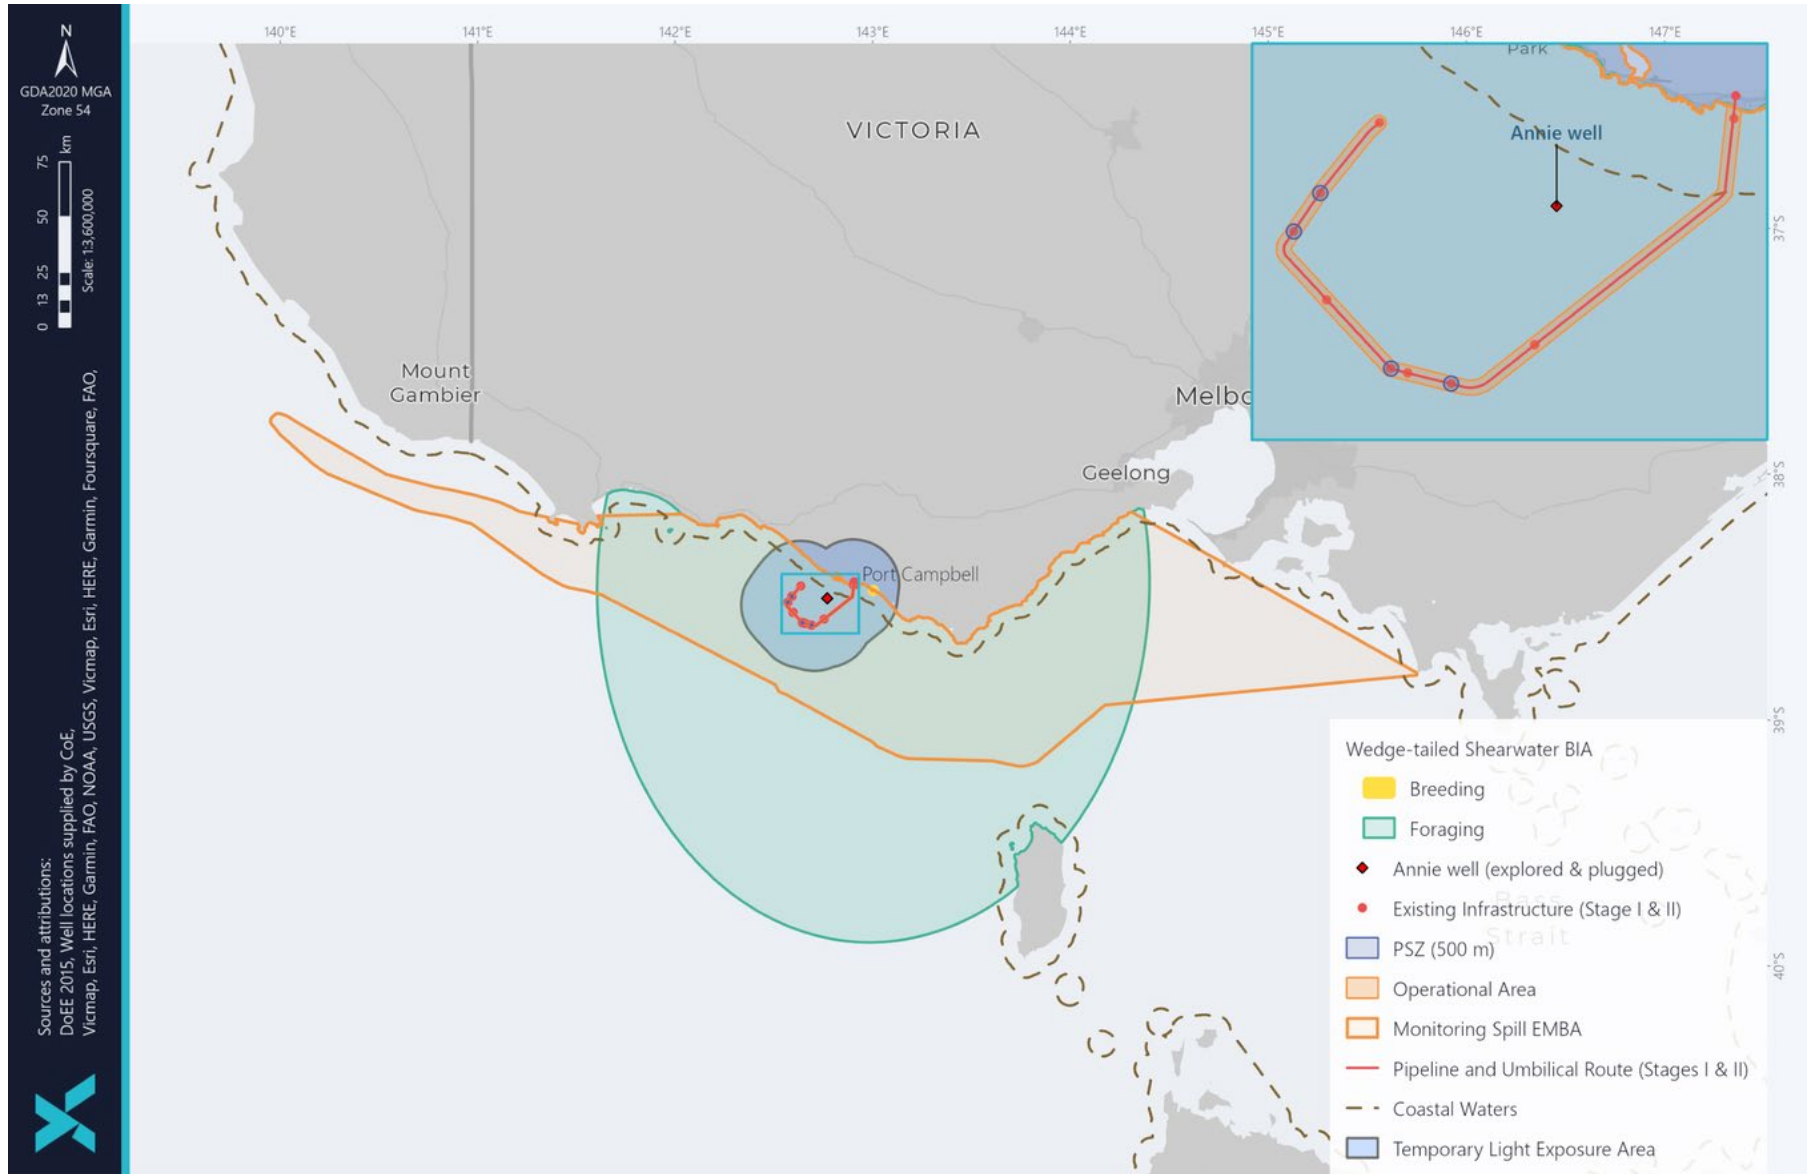 N
GDA2020 MGA
Zone 54
0 13 25 50 75 km
Scale: 1:3,600,000
Sources and attributions:
DoEE 2015, Well locations supplied by CoE,
Vicmap, Esri, HERE, Garmin, FAO, NOAA, USGS, Vicmap, Esri, HERE, Garmin, Foursquare, FAO,
140°E 141°E 142°E 143°E 144°E 145°E 146°E 147°E
37°S
38°S
39°S
40°S
VICTORIA
Mount
Gambier
Melbo
Geelong
Port Campbell
Park
Annie well
Wedge-tailed Shearwater BIA
Breeding
Foraging
Annie well (explored & plugged)
Bass
Existing Infrastructure (Stage I & II)
Strait
PSZ (500 m)
Operational Area
Monitoring Spill EMBA
Pipeline and Umbilical Route (Stages I & II)
Coastal Waters
Temporary Light Exposure Area